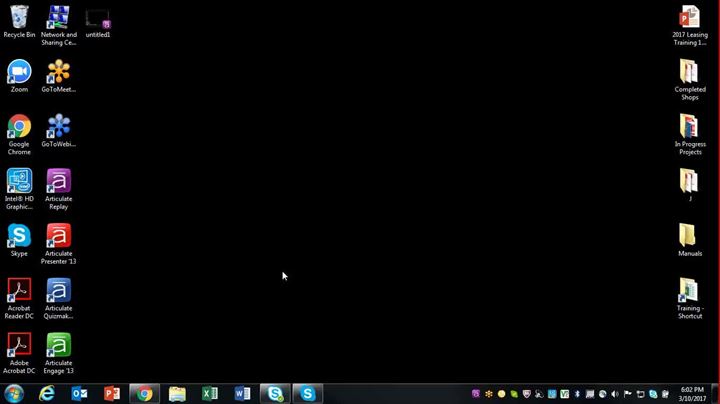 Recycle Bin
Network and
Sharing Ce...
untitled1
Zoom
GoToMeet...
Google
Chrome
GoToWebi...
Intel® HD
Graphic...
Articulate
Replay
Skype
Articulate
Presenter '13
Acrobat
Reader DC
Articulate
Quizmak...
Adobe
Acrobat DC
Articulate
Engage '13
2017 Leasing
Training 1...
Completed
Shops
In Progress
Projects
J
Manuals
Training -
Shortcut
6:02 PM
3/10/2017